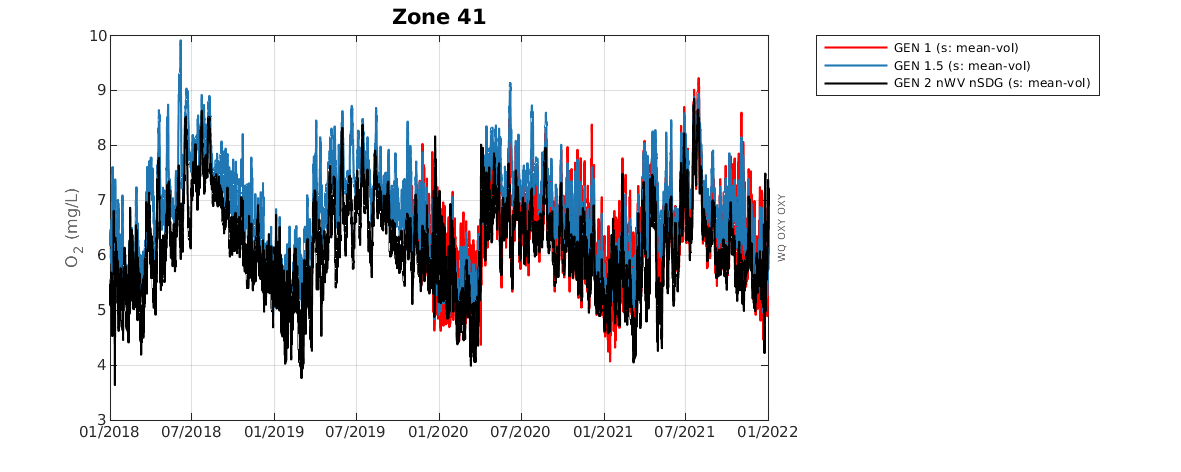 Zone 41
O2 (mg/L)
10
9
8
7
6
5
4
3
01/2018 07/2018 01/2019 07/2019 01/2020 07/2020 01/2021 07/2021 01/2022
WQ OXY OXY
GEN 1 (s: mean-vol)
GEN 1.5 (s: mean-vol)
GEN 2 nWV nSDG (s: mean-vol)